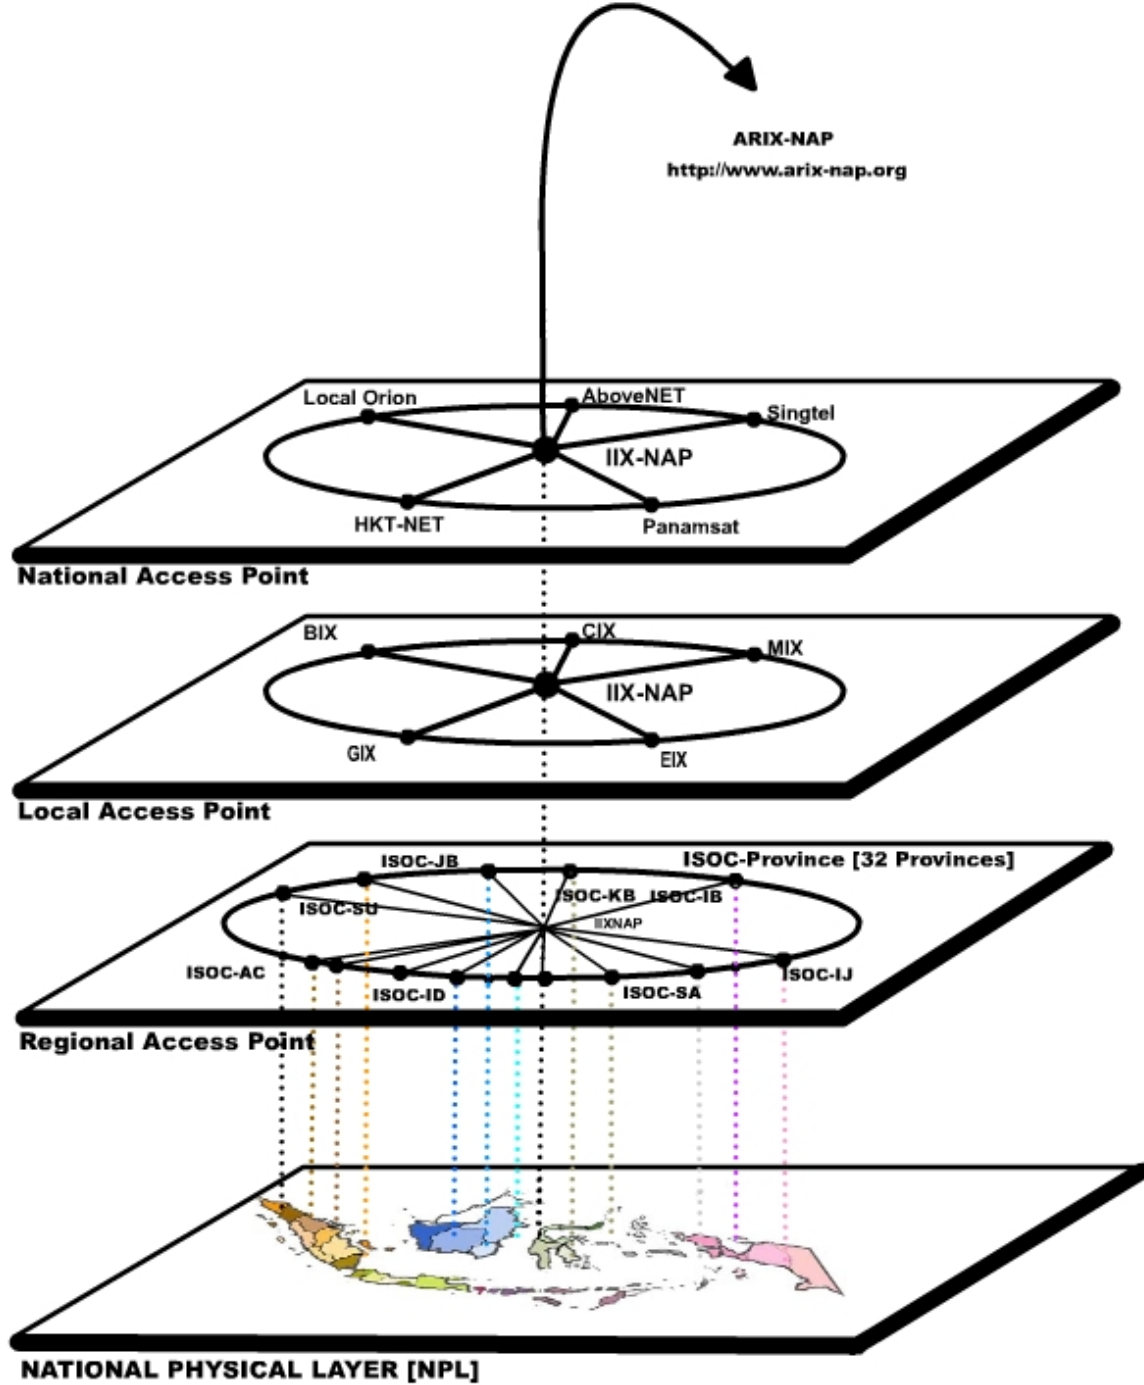 ARIX-NAP
http://www.arix-nap.org
Local Orion
AboveNET
Singtel
IIX-NAP
HKT-NET
Panamsat
National Access Point
BIX
CIX
MIX
IIX-NAP
GIX
EIX
Local Access Point
ISOC-JB
ISOC-Province [32 Provinces]
ISOC-SU
ISOC-KB
ISOC-IB
IIXNAP
ISOC-AC
ISOC-ID
ISOC-SA
ISOC-IJ
Regional Access Point
NATIONAL PHYSICAL LAYER [NPL]